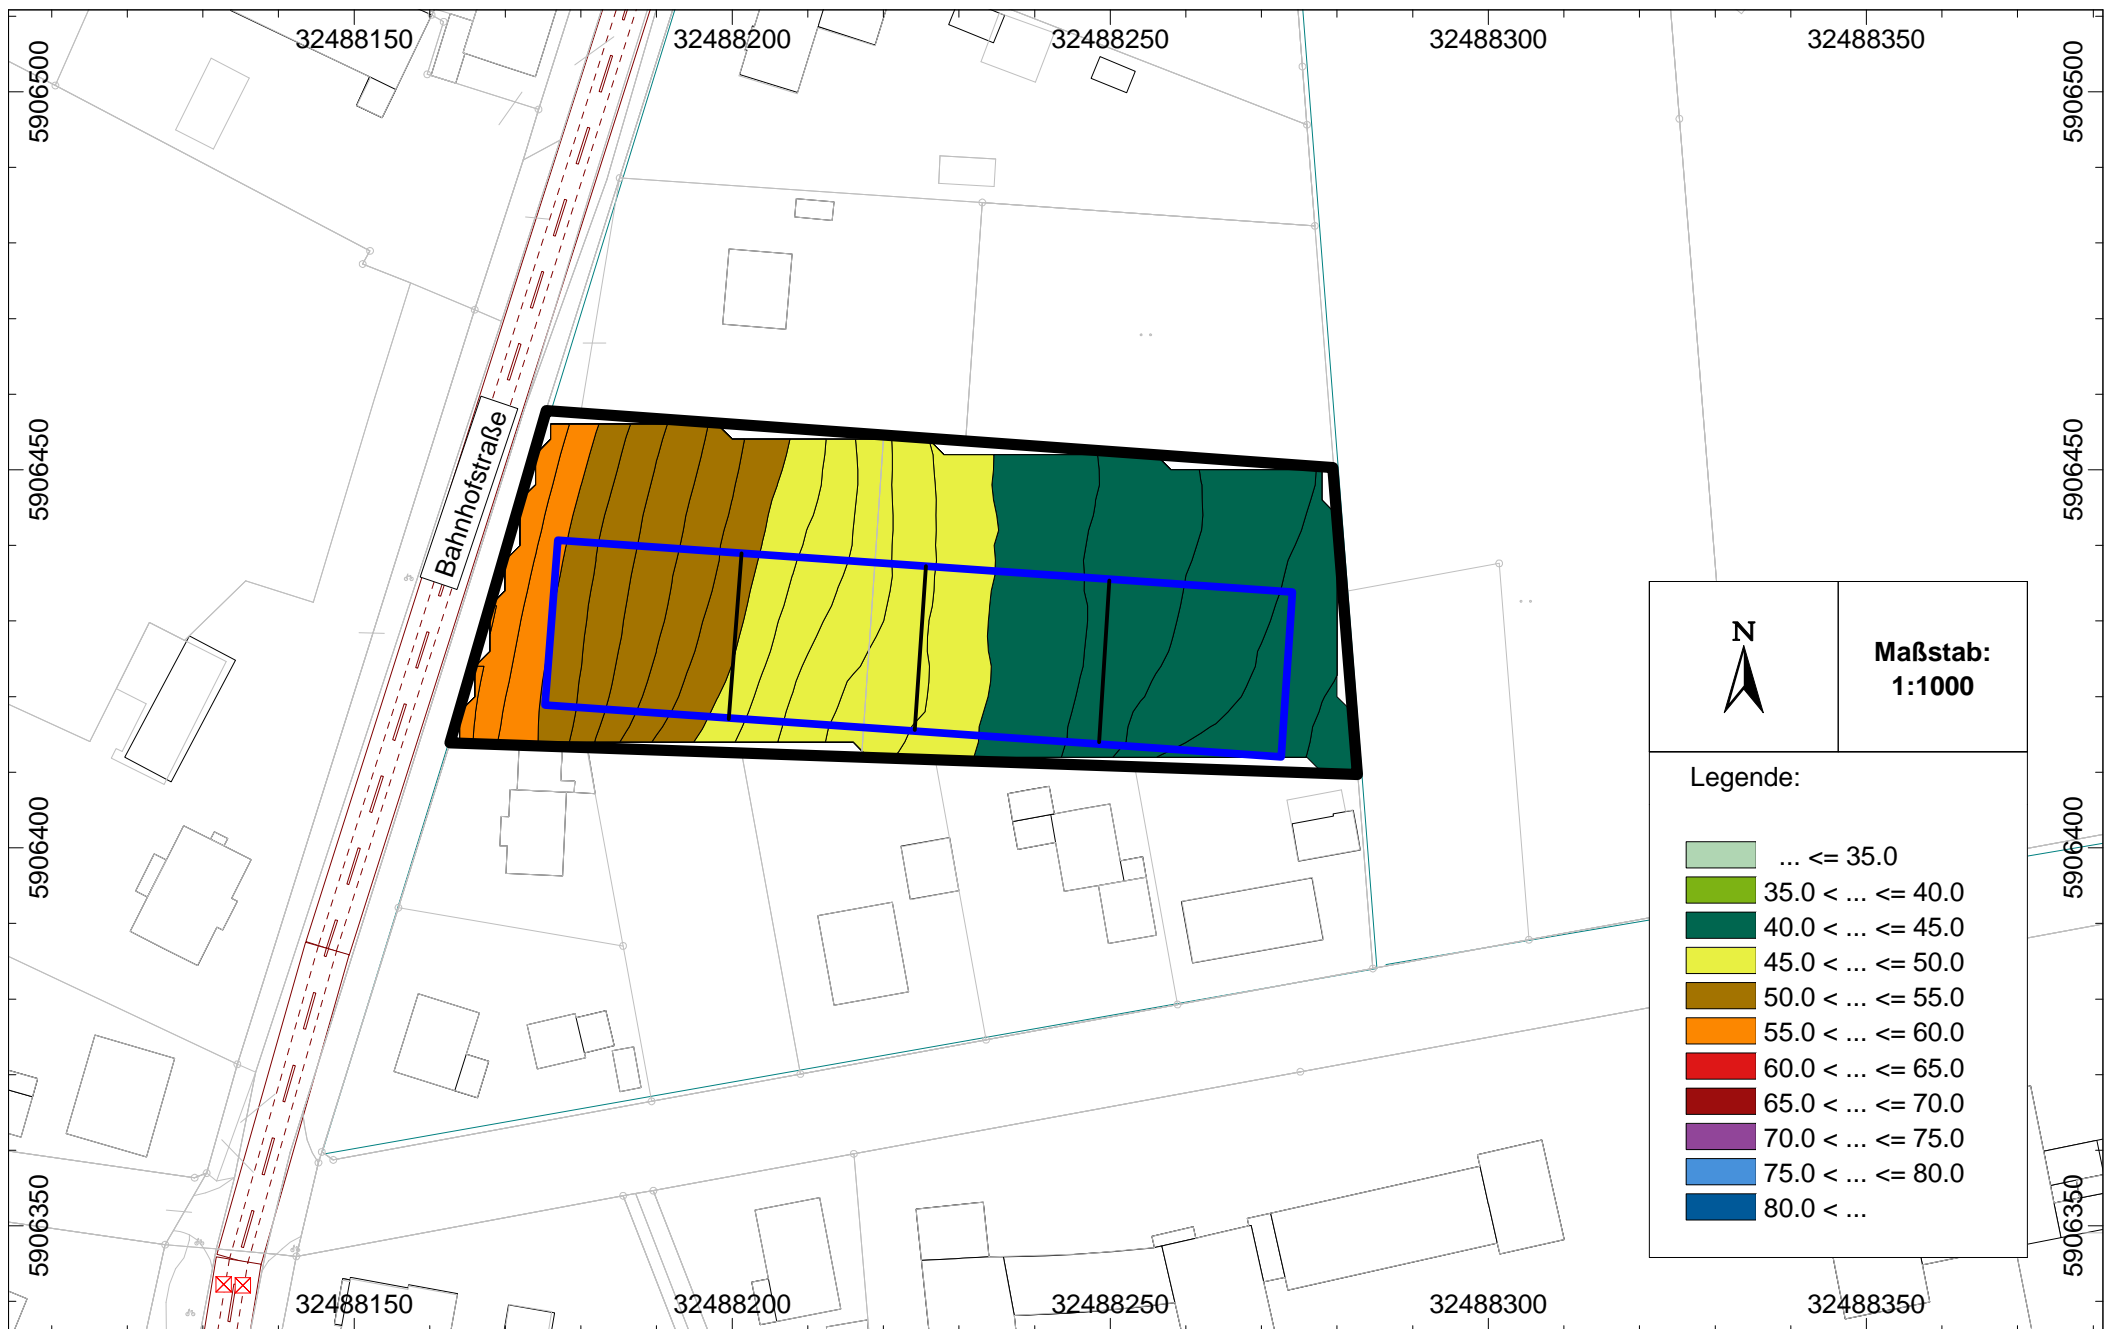 32488150 32488200 32488250 32488300 32488350
5906500 5906500
5906450 5906450
Bahnhofstraße
N
Maßstab:
1:1000
Legende:
... <= 35.0
35.0 < ... <= 40.0
40.0 < ... <= 45.0
45.0 < ... <= 50.0
50.0 < ... <= 55.0
55.0 < ... <= 60.0
60.0 < ... <= 65.0
65.0 < ... <= 70.0
70.0 < ... <= 75.0
75.0 < ... <= 80.0
80.0 < ...
5906400 5906400
5906350 5906350
32488150 32488200 32488250 32488300 32488350